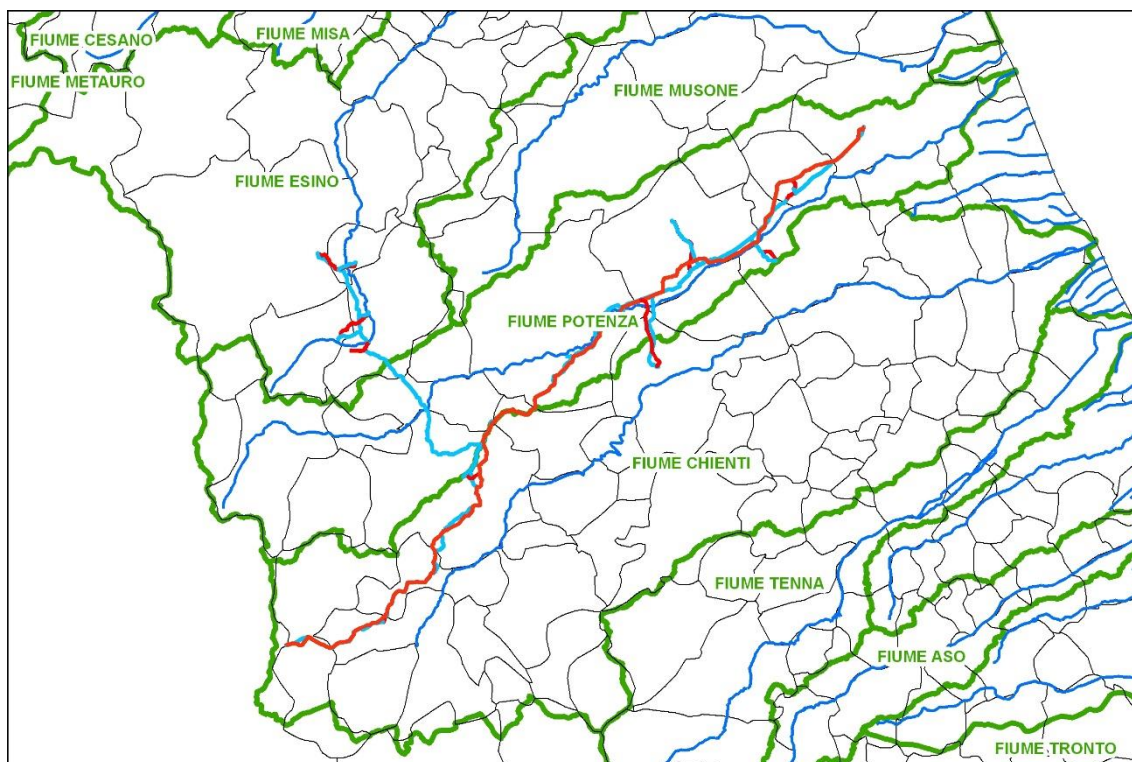 FIUME CESANO
FIUME MISA
FIUME METAURO
FIUME MUSONE
FIUME ESINO
FIUME POTENZA
FIUME CHIENTI
FIUME TENNA
FIUME ASO
FIUME TRONTO